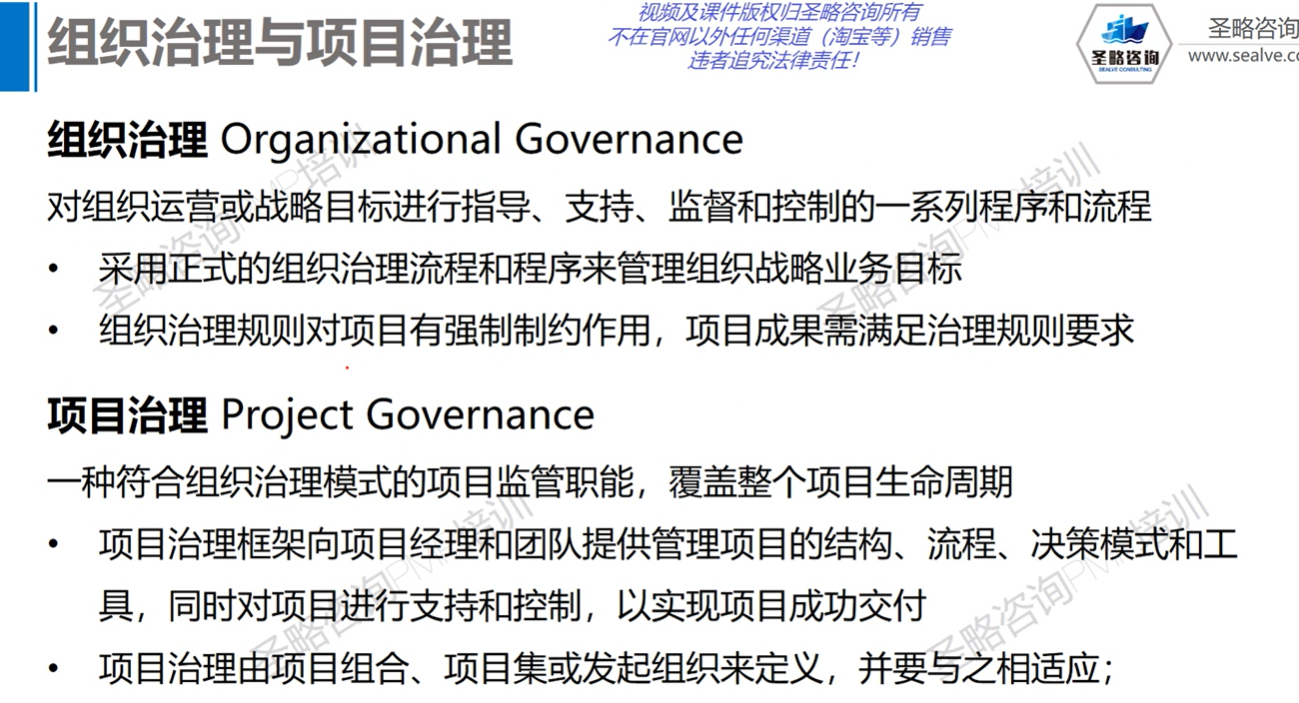 组织治理与项目治理
视频及课件版权归圣略咨询所有
不在官网以外任何渠道（淘宝等）销售
违者追究法律责任！
圣略咨询
SEALVE CONSULTING
圣略咨询
www.sealve.co
组织治理 Organizational Governance
对组织运营或战略目标进行指导、支持、监督和控制的一系列程序和流程
• 采用正式的组织治理流程和程序来管理组织战略业务目标
• 组织治理规则对项目有强制制约作用，项目成果需满足治理规则要求
项目治理 Project Governance
一种符合组织治理模式的项目监管职能，覆盖整个项目生命周期
• 项目治理框架向项目经理和团队提供管理项目的结构、流程、决策模式和工
具，同时对项目进行支持和控制，以实现项目成功交付
• 项目治理由项目组合、项目集或发起组织来定义，并要与之相适应；
圣略咨询PMP培训
圣略咨询PMP培训
圣略咨询PMP培训
圣略咨询PMP培训